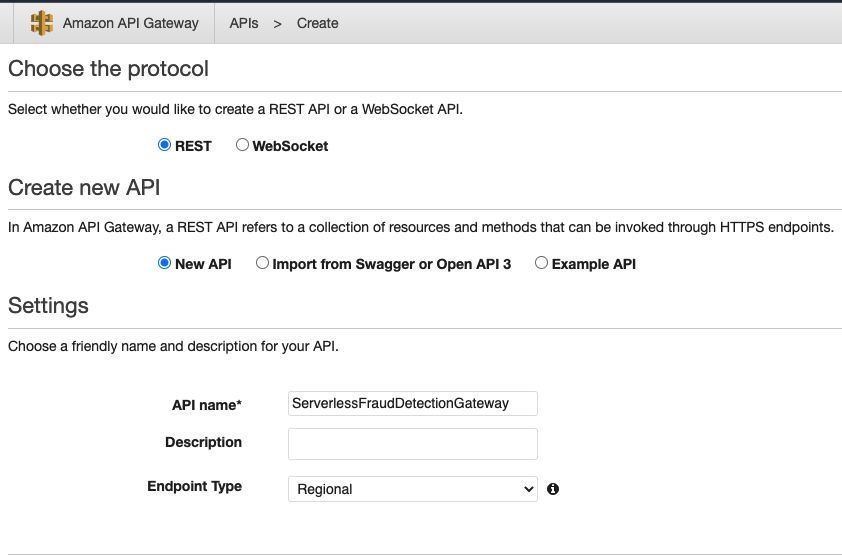 Amazon API Gateway APIs > Create
Choose the protocol
Select whether you would like to create a REST API or a WebSocket API.
REST WebSocket
Create new API
In Amazon API Gateway, a REST API refers to a collection of resources and methods that can be invoked through HTTPS endpoints.
New API Import from Swagger or Open API 3 Example API
Settings
Choose a friendly name and description for your API.
API name* ServerlessFraudDetectionGateway
Description
Endpoint Type Regional